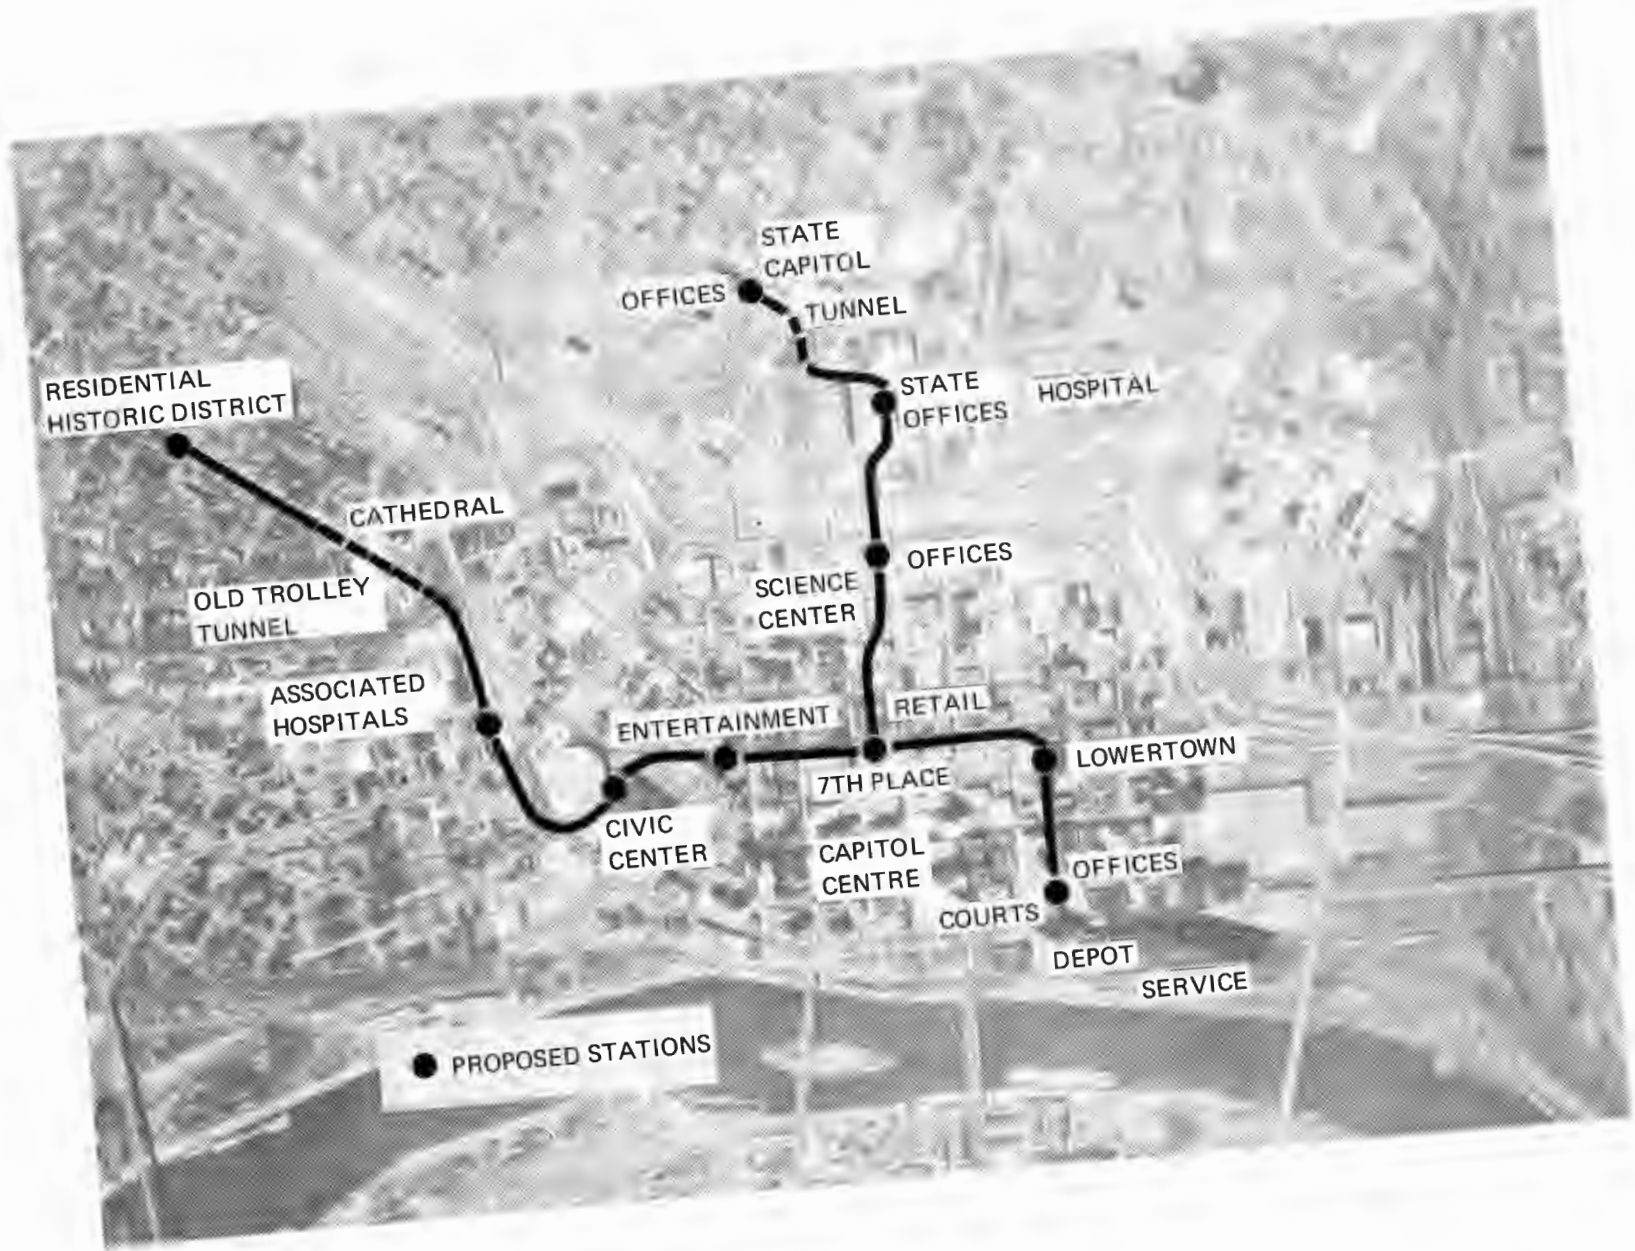 STATE
CAPITOL
OFFICES
TUNNEL
STATE
OFFICES
HOSPITAL
RESIDENTIAL
HISTORIC DISTRICT
CATHEDRAL
OLD TROLLEY
TUNNEL
OFFICES
SCIENCE
CENTER
ASSOCIATED
HOSPITALS
ENTERTAINMENT
RETAIL
LOWERTOWN
7TH PLACE
CIVIC
CENTER
CAPITOL
CENTRE
OFFICES
COURTS
DEPOT
SERVICE
PROPOSED STATIONS